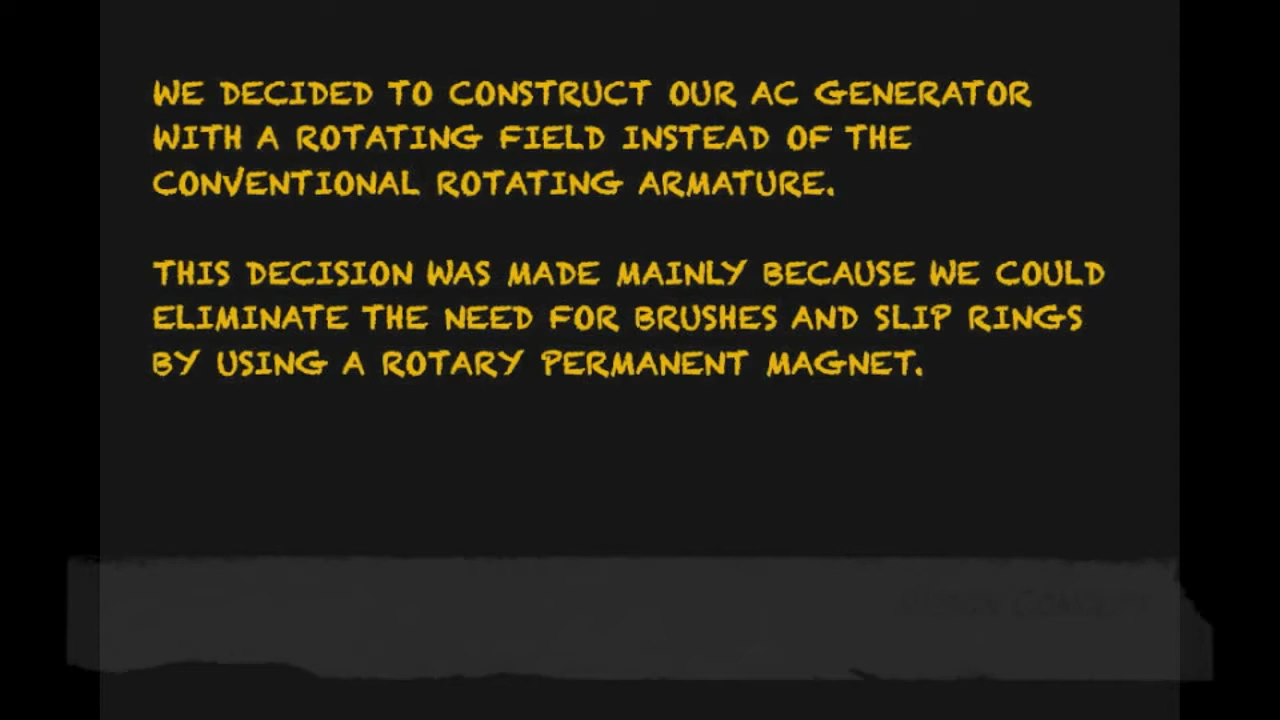 WE DECIDED TO CONSTRUCT OUR AC GENERATOR
WITH A ROTATING FIELD INSTEAD OF THE
CONVENTIONAL ROTATING ARMATURE.
THIS DECISION WAS MADE MAINLY BECAUSE WE COULD
ELIMINATE THE NEED FOR BRUSHES AND SLIP RINGS
BY USING A ROTARY PERMANENT MAGNET.